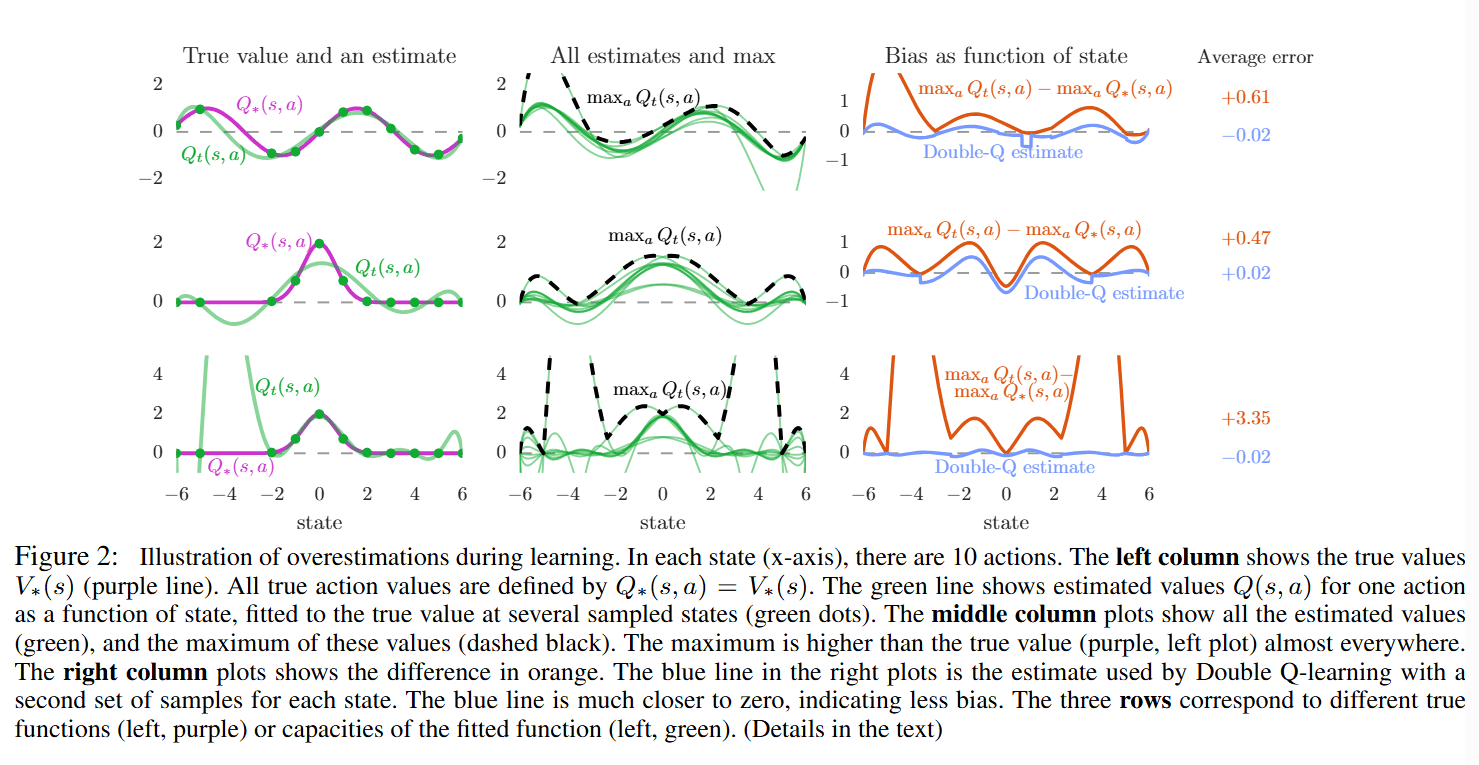 True value and an estimate
All estimates and max
Bias as function of state
Average error
2
0
−2
Q∗(s, a)
Qt(s, a)
2
0
−2
maxa Qt(s, a)
1
0
−1
maxa Qt(s, a) − maxa Q∗(s, a)
Double-Q estimate
+0.61
−0.02
2
0
Q∗(s, a)
Qt(s, a)
2
0
maxa Qt(s, a)
1
0
−1
maxa Qt(s, a) − maxa Q∗(s, a)
Double-Q estimate
+0.47
+0.02
4
2
0
Qt(s, a)
Q∗(s, a)
−6 −4 −2 0 2 4 6
state
4
2
0
maxa Qt(s, a)
−6 −4 −2 0 2 4 6
state
4
2
0
maxa Qt(s, a)−
maxa Q∗(s, a)
Double-Q estimate
−6 −4 −2 0 2 4 6
state
+3.35
−0.02
Figure 2: Illustration of overestimations during learning. In each state (x-axis), there are 10 actions. The left column shows the true values
V∗(s) (purple line). All true action values are defined by Q∗(s, a) = V∗(s). The green line shows estimated values Q(s, a) for one action
as a function of state, fitted to the true value at several sampled states (green dots). The middle column plots show all the estimated values
(green), and the maximum of these values (dashed black). The maximum is higher than the true value (purple, left plot) almost everywhere.
The right column plots shows the difference in orange. The blue line in the right plots is the estimate used by Double Q-learning with a
second set of samples for each state. The blue line is much closer to zero, indicating less bias. The three rows correspond to different true
functions (left, purple) or capacities of the fitted function (left, green). (Details in the text)